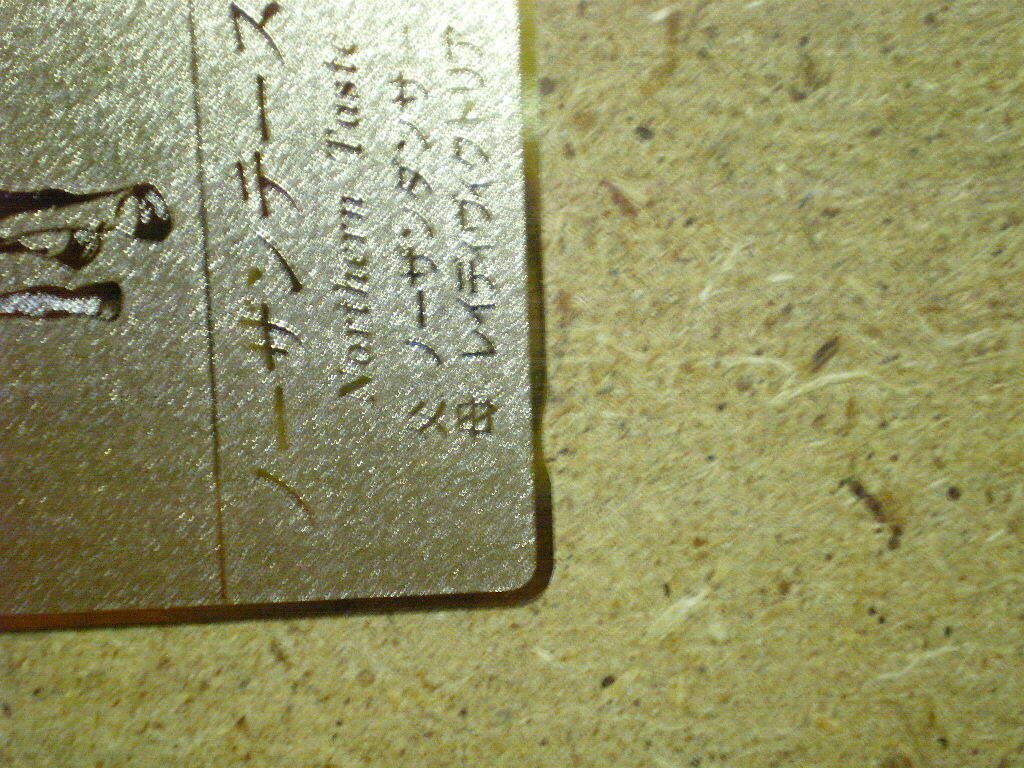 ノーザンテースト
Northern Taste
父 ノーザンダンサー
母 レイディヴィクトリア